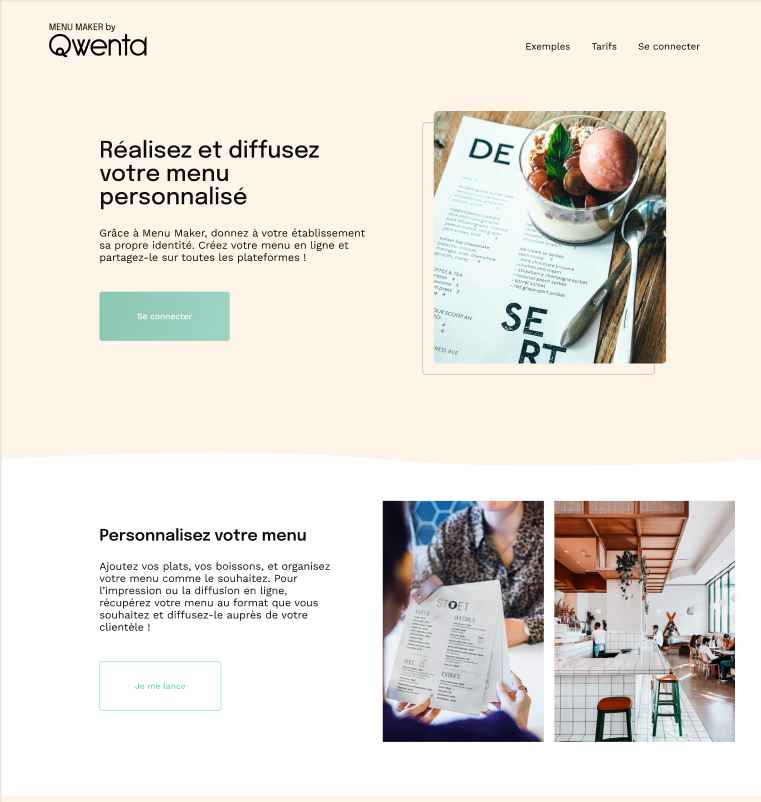 MENU MAKER by
Qwenta
Exemples
Tarifs
Se connecter
Réalisez et diffusez
votre menu
personnalisé
Grâce à Menu Maker, donnez à votre établissement
sa propre identité. Créez votre menu en ligne et
partagez-le sur toutes les plateformes !
Se connecter
DE
SE
RT
Personnalisez votre menu
Ajoutez vos plats, vos boissons, et organisez
votre menu comme le souhaitez. Pour
l'impression ou la diffusion en ligne,
récupérez votre menu au format que vous
souhaitez et diffusez-le auprès de votre
clientèle !
Je me lance
STOET
SPECIALS
EXTRAS